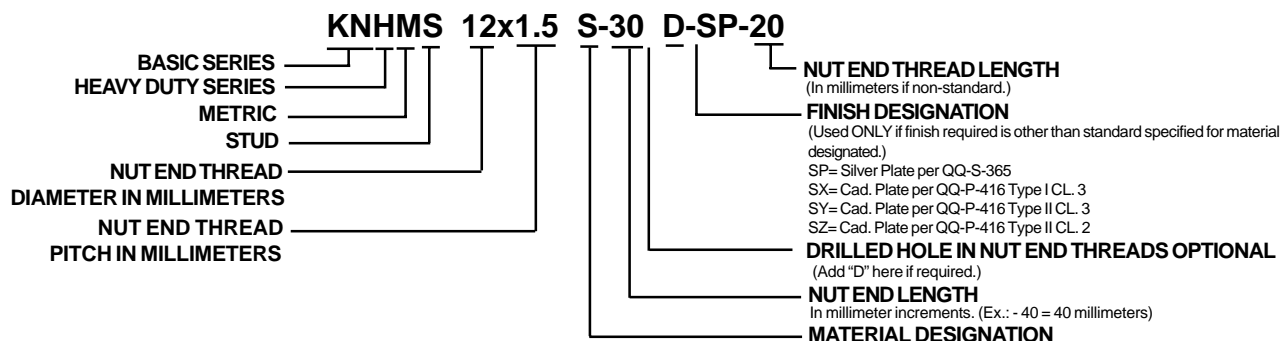 KNHMS 12x1.5 S-30 D-SP-20
BASIC SERIES
HEAVY DUTY SERIES
METRIC
STUD
NUT END THREAD
DIAMETER IN MILLIMETERS
NUT END THREAD
PITCH IN MILLIMETERS
NUT END THREAD LENGTH
(In millimeters if non-standard.)
FINISH DESIGNATION
(Used ONLY if finish required is other than standard specified for material
designated.)
SP= Silver Plate per QQ-S-365
SX= Cad. Plate per QQ-P-416 Type I CL. 3
SY= Cad. Plate per QQ-P-416 Type II CL. 3
SZ= Cad. Plate per QQ-P-416 Type II CL. 2
DRILLED HOLE IN NUT END THREADS OPTIONAL
(Add "D" here if required.)
NUT END LENGTH
In millimeter increments. (Ex.: - 40 = 40 millimeters)
MATERIAL DESIGNATION